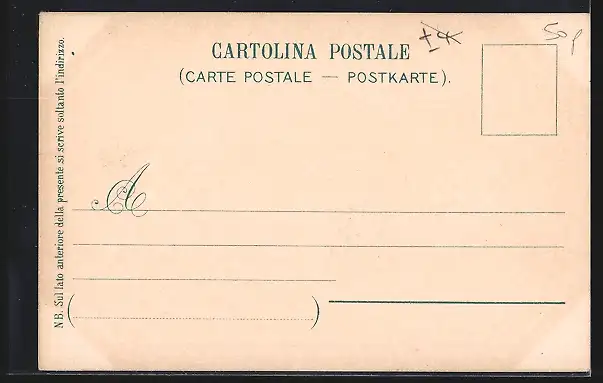 CARTOLINA POSTALE
(CARTE POSTALE — POSTKARTE).
A
NB. Sul lato anteriore della presente si scrive soltanto l'indirizzo.